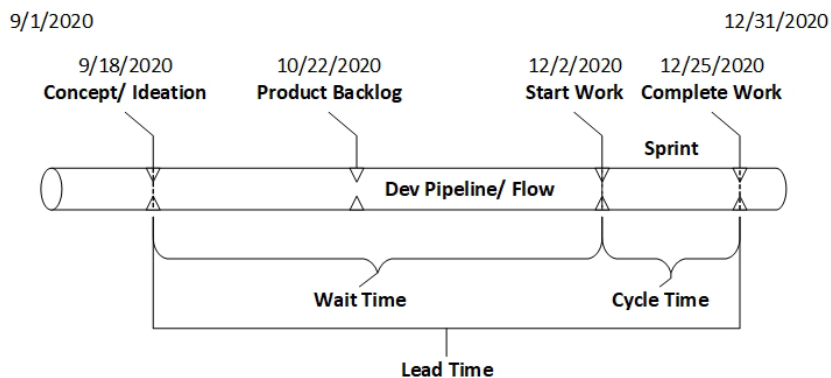 9/1/2020
12/31/2020
9/18/2020
Concept/ Ideation
10/22/2020
Product Backlog
12/2/2020
Start Work
12/25/2020
Complete Work
Sprint
Dev Pipeline/ Flow
Wait Time
Cycle Time
Lead Time